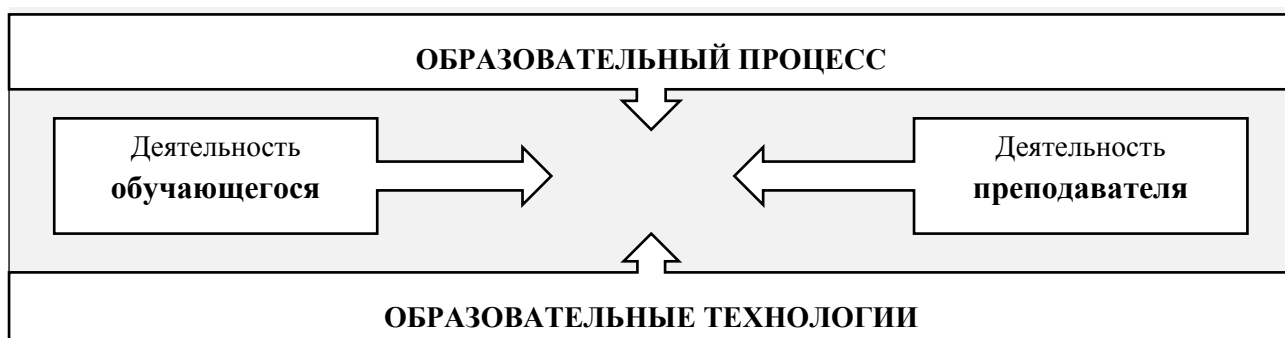 ОБРАЗОВАТЕЛЬНЫЙ ПРОЦЕСС
Деятельность
обучающегося
Деятельность
преподавателя
ОБРАЗОВАТЕЛЬНЫЕ ТЕХНОЛОГИИ